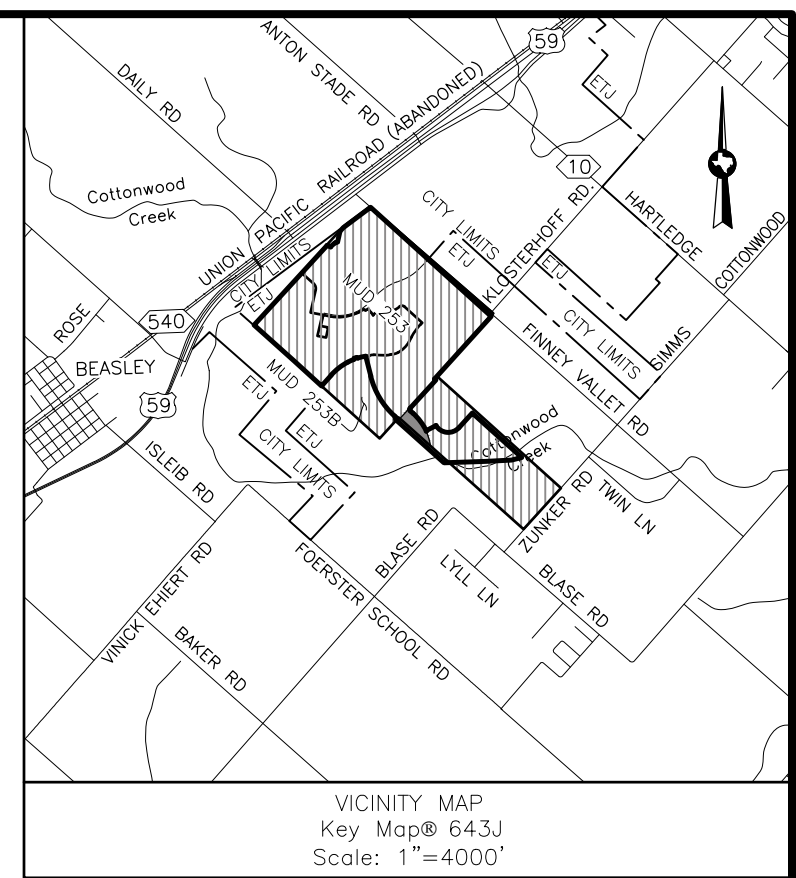 ANTON STADE RD
59
DAILY RD
UNION PACIFIC RAILROAD (ABANDONED)
ETJ
10
Cottonwood
Creek
CITY LIMITS
ETJ
KLOSTERHOFF RD.
HARTLEDGE
COTTONWOOD
CITY LIMITS
ETJ
MUD 253
ETJ
CITY LIMITS
SIMMS
540
ROSE
BEASLEY
59
FINNEY VALLET RD
MUD 253B
ETJ
ETJ
CITY LIMITS
Cottonwood
Creek
ISLEIB RD
ZUNKER RD
TWIN LN
BLASE RD
LYLL LN
BLASE RD
FOERSTER SCHOOL RD
VINICK EHIERT RD
BAKER RD
VICINITY MAP
Key Map® 643J
Scale: 1"=4000'